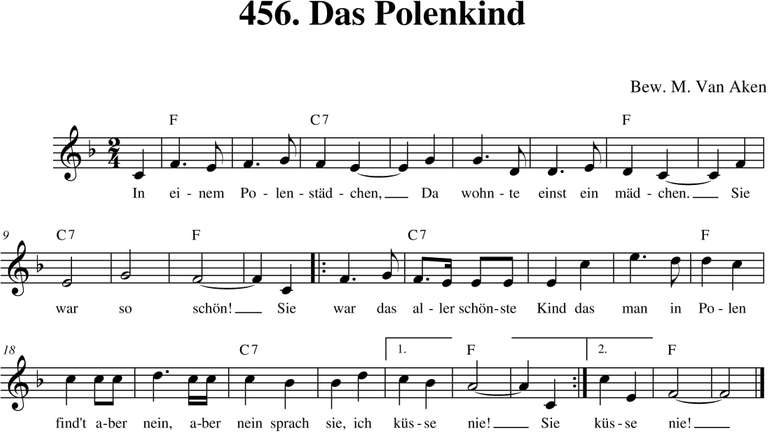 456. Das Polenkind
Bew. M. Van Aken
F C7 F
2
4
In ei - nem Po - len - städ - chen, Da wohn - te einst ein mäd - chen. Sie
9 C7 F C7 F
war so schön! Sie war das al - ler schön - ste Kind das man in Po - len
18 C7 1. F 2. F
find't a-ber nein, a-ber nein sprach sie, ich küs - se nie! Sie küs - se nie!